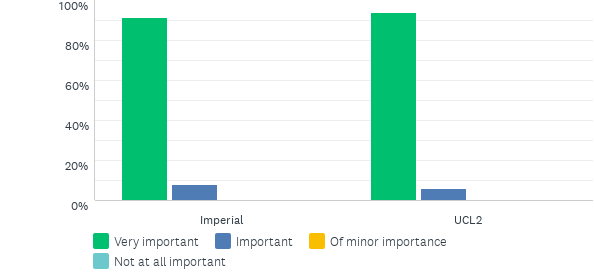 100%
80%
60%
40%
20%
0%
Imperial UCL2
Very important Important Of minor importance
Not at all important